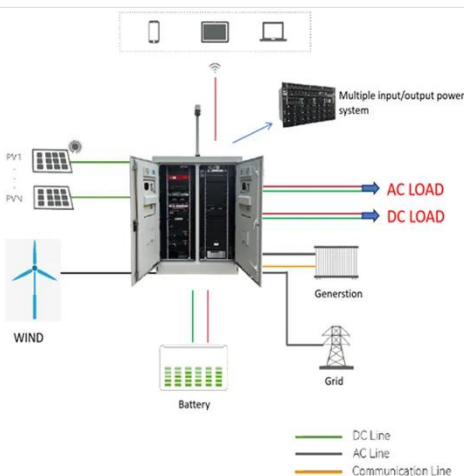 Multiple input/output power
system
PV1
PVN
AC LOAD
DC LOAD
WIND
Generstion
Battery
Grid
DC Line
AC Line
Communication Line